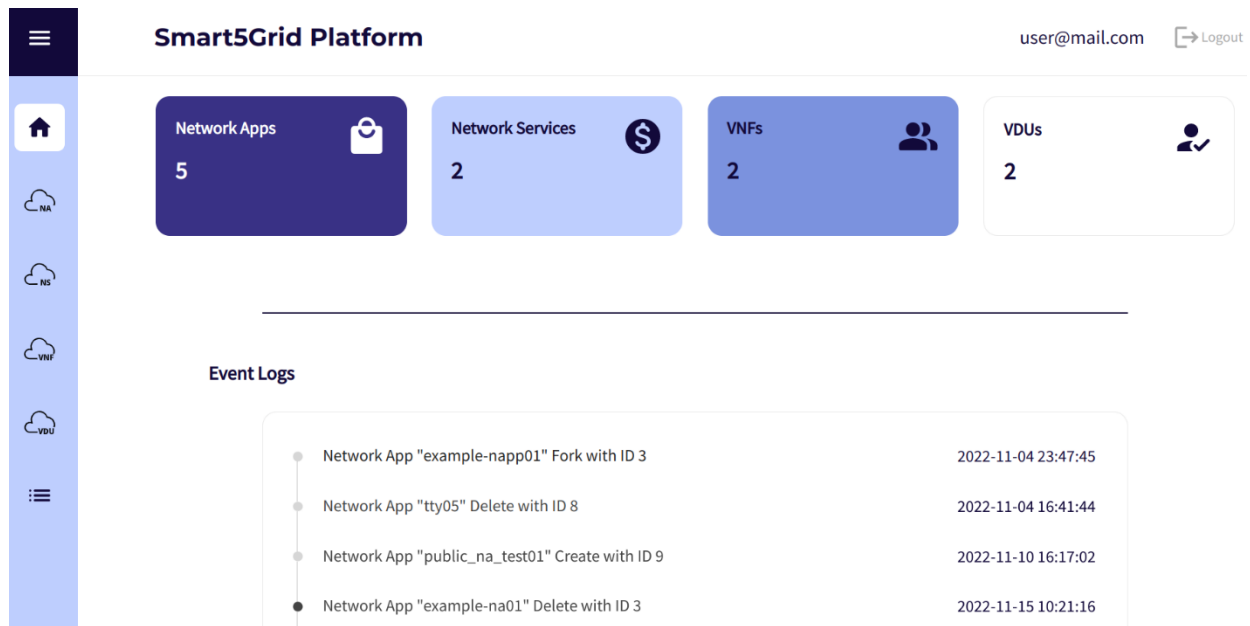 Smart5Grid Platform
user@mail.com
Logout
Network Apps
5
Network Services
2
VNFs
2
VDUs
2
NA
NS
VNF
VDU
Event Logs
Network App "example-napp01" Fork with ID 3 2022-11-04 23:47:45
Network App "tty05" Delete with ID 8 2022-11-04 16:41:44
Network App "public_na_test01" Create with ID 9 2022-11-10 16:17:02
Network App "example-na01" Delete with ID 3 2022-11-15 10:21:16